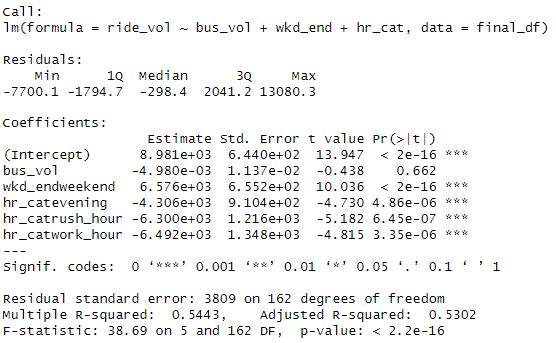 Call:
lm(formula = ride_vol ~ bus_vol + wkd_end + hr_cat, data = final_df)
Residuals:
Min 1Q Median 3Q Max
-7700.1 -1794.7 -298.4 2041.2 13080.3
Coefficients:
Estimate Std. Error t value Pr(>|t|)
(Intercept) 8.981e+03 6.440e+02 13.947 < 2e-16 ***
bus_vol -4.980e-03 1.137e-02 -0.438 0.662
wkd_endweekend 6.576e+03 6.552e+02 10.036 < 2e-16 ***
hr_catevening -4.306e+03 9.104e+02 -4.730 4.86e-06 ***
hr_catrush_hour -6.300e+03 1.216e+03 -5.182 6.45e-07 ***
hr_catwork_hour -6.492e+03 1.348e+03 -4.815 3.35e-06 ***
---
Signif. codes: 0 ‘***’ 0.001 ‘**’ 0.01 ‘*’ 0.05 ‘.’ 0.1 ‘ ’ 1
Residual standard error: 3809 on 162 degrees of freedom
Multiple R-squared: 0.5443, Adjusted R-squared: 0.5302
F-statistic: 38.69 on 5 and 162 DF, p-value: < 2.2e-16